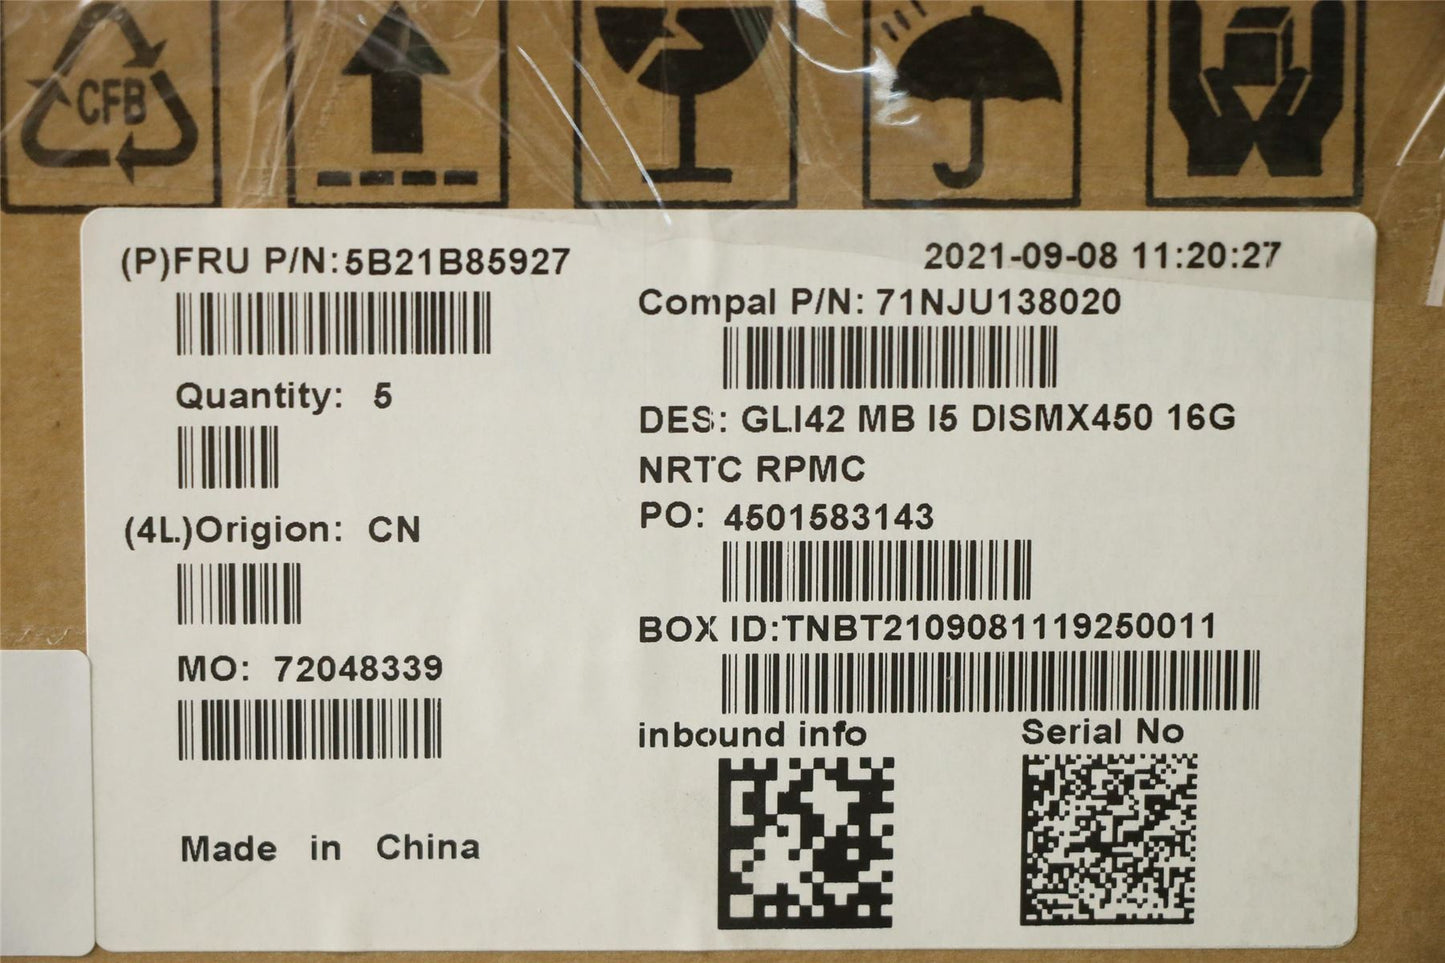 CFB
(P)FRU P/N:5B21B85927
2021-09-08 11:20:27
Compal P/N: 71NJU138020
Quantity: 5
DES: GLI42 MB I5 DISMX450 16G
NRTC RPMC
(4L)Origion: CN
PO: 4501583143
BOX ID:TNBT2109081119250011
MO: 72048339
inbound info
Serial No
Made in China